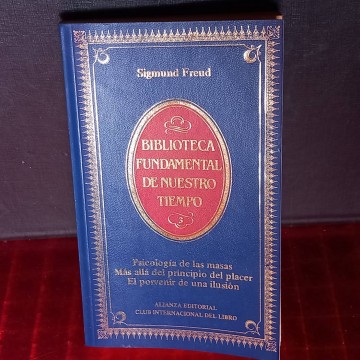 Sigmund Freud
BIBLIOTECA
FUNDAMENTAL
DE NUESTRO
TIEMPO
3
Psicología de las masas
Más allá del principio del placer
El porvenir de una ilusión
ALIANZA EDITORIAL
CLUB INTERNACIONAL DEL LIBRO